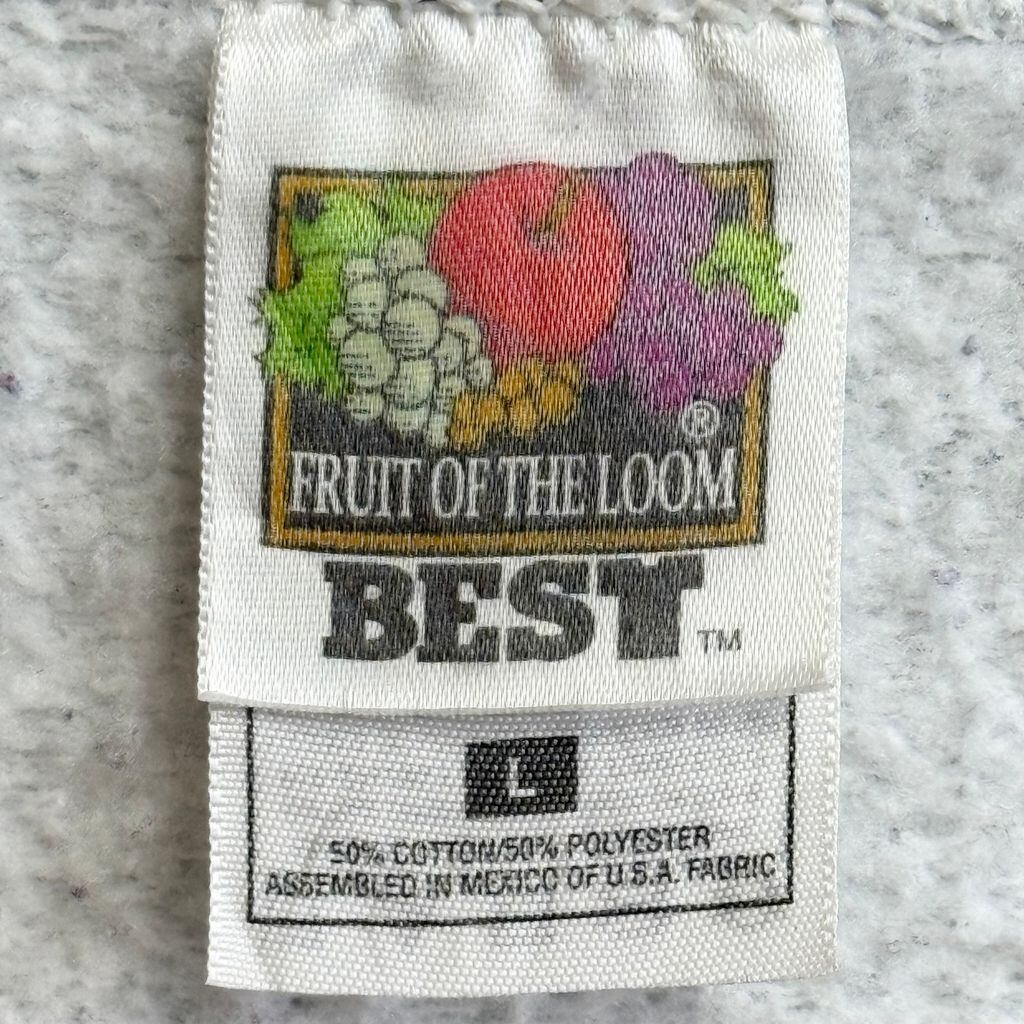 ®
FRUIT OF THE LOOM
BEST™
L
50% COTTON/50% POLYESTER
ASSEMBLED IN MEXICO OF U.S.A. FABRIC